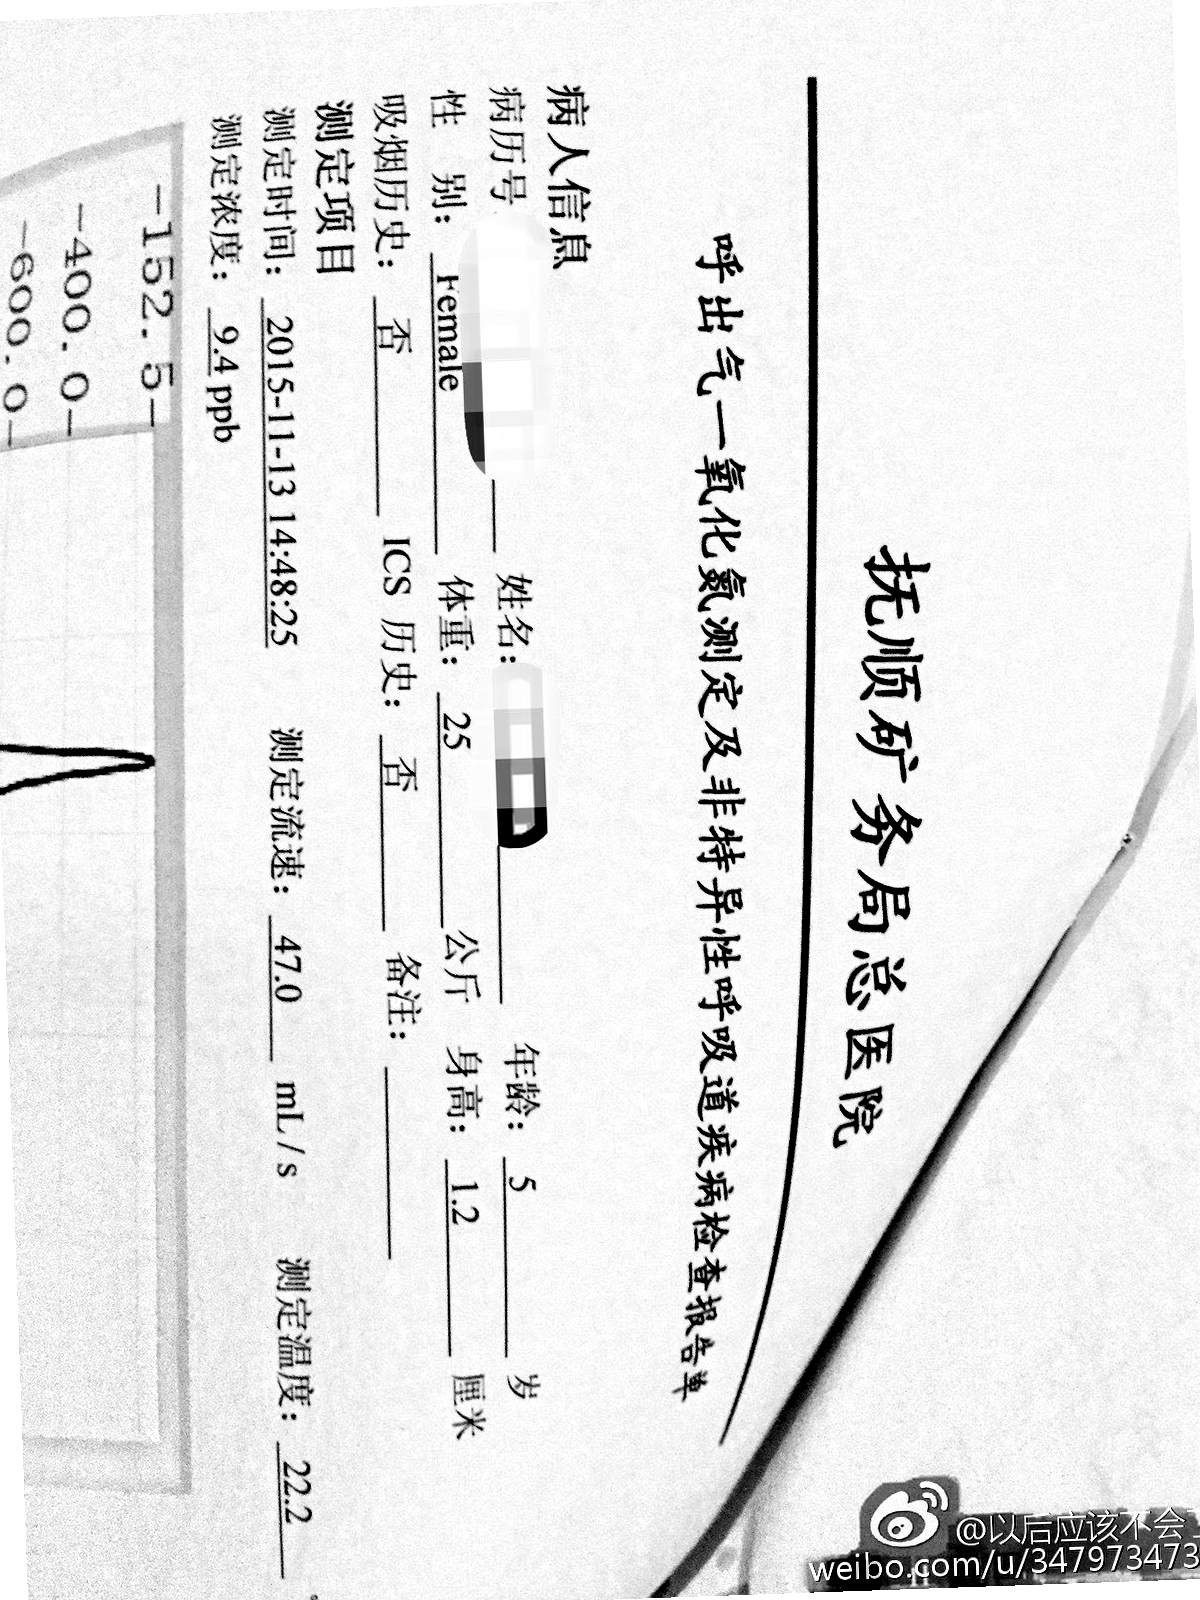 抚顺矿务局总医院
呼出气一氧化氮测定及非特异性呼吸道疾病检查报告单
病人信息
病历号 姓名: 年龄: 5 岁
性 别: Female 体重: 25 公斤 身高: 1.2 厘米
吸烟历史: 否 ICS 历史: 否 备注:
测定项目
测定时间: 2015-11-13 14:48:25 测定流速: 47.0 mL / s 测定温度: 22.2 。
测定浓度: 9.4 ppb
-152.5-
-400.0-
-600.0-
@以后应该不会
weibo.com/u/347973473